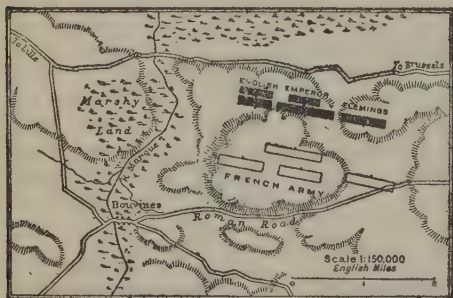 To Lille
To Brussels
ENGLISH EMPEROR
FLEMINGS
Marshy
Land
Marque
FRENCH ARMY
Bouvines
Roman Road
Scale 1:150,000
English Miles
0 1 2